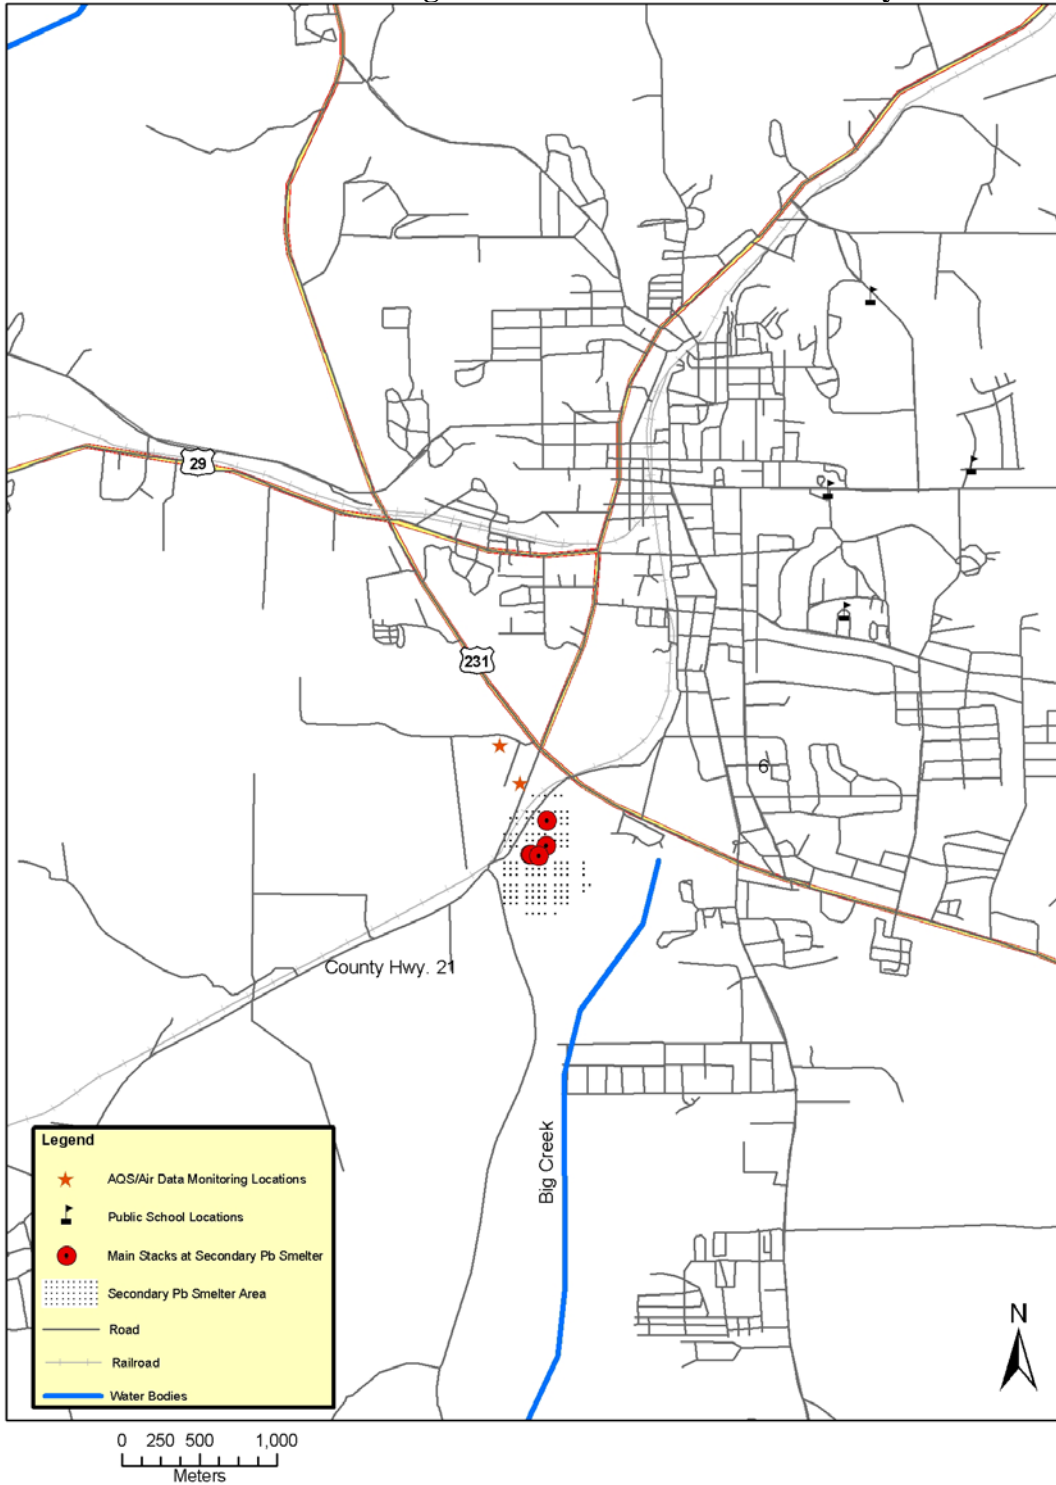 29
231
6
County Hwy. 21
Big Creek
Legend
AQS/Air Data Monitoring Locations
Public School Locations
Main Stacks at Secondary Pb Smelter
Secondary Pb Smelter Area
Road
Railroad
Water Bodies
N
0 250 500 1,000
Meters